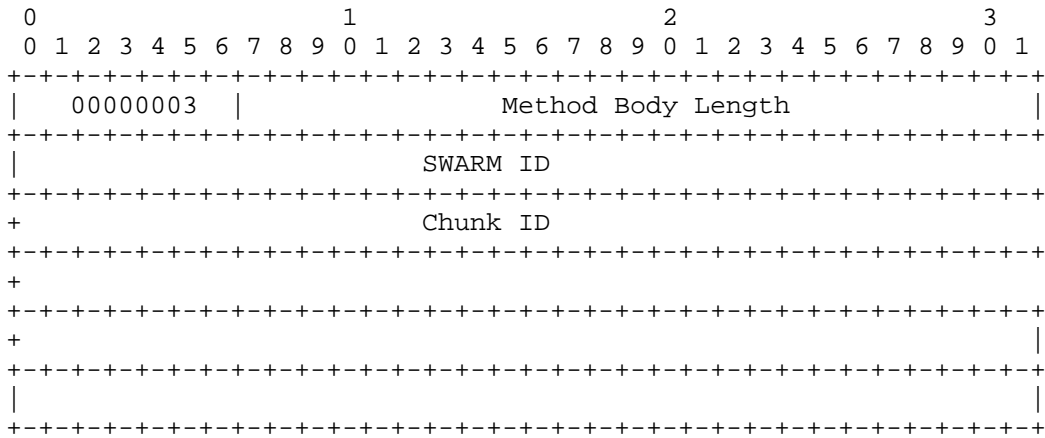 0                   1                   2                   3
 0 1 2 3 4 5 6 7 8 9 0 1 2 3 4 5 6 7 8 9 0 1 2 3 4 5 6 7 8 9 0 1
+-+-+-+-+-+-+-+-+-+-+-+-+-+-+-+-+-+-+-+-+-+-+-+-+-+-+-+-+-+-+-+-+
|   00000003  |                Method Body Length               |
+-+-+-+-+-+-+-+-+-+-+-+-+-+-+-+-+-+-+-+-+-+-+-+-+-+-+-+-+-+-+-+-+
|                         SWARM ID
+-+-+-+-+-+-+-+-+-+-+-+-+-+-+-+-+-+-+-+-+-+-+-+-+-+-+-+-+-+-+-+-+
+                         Chunk ID
+-+-+-+-+-+-+-+-+-+-+-+-+-+-+-+-+-+-+-+-+-+-+-+-+-+-+-+-+-+-+-+-+
+
+-+-+-+-+-+-+-+-+-+-+-+-+-+-+-+-+-+-+-+-+-+-+-+-+-+-+-+-+-+-+-+-+
+                                                               |
+-+-+-+-+-+-+-+-+-+-+-+-+-+-+-+-+-+-+-+-+-+-+-+-+-+-+-+-+-+-+-+-+
|                                                               |
+-+-+-+-+-+-+-+-+-+-+-+-+-+-+-+-+-+-+-+-+-+-+-+-+-+-+-+-+-+-+-+-+